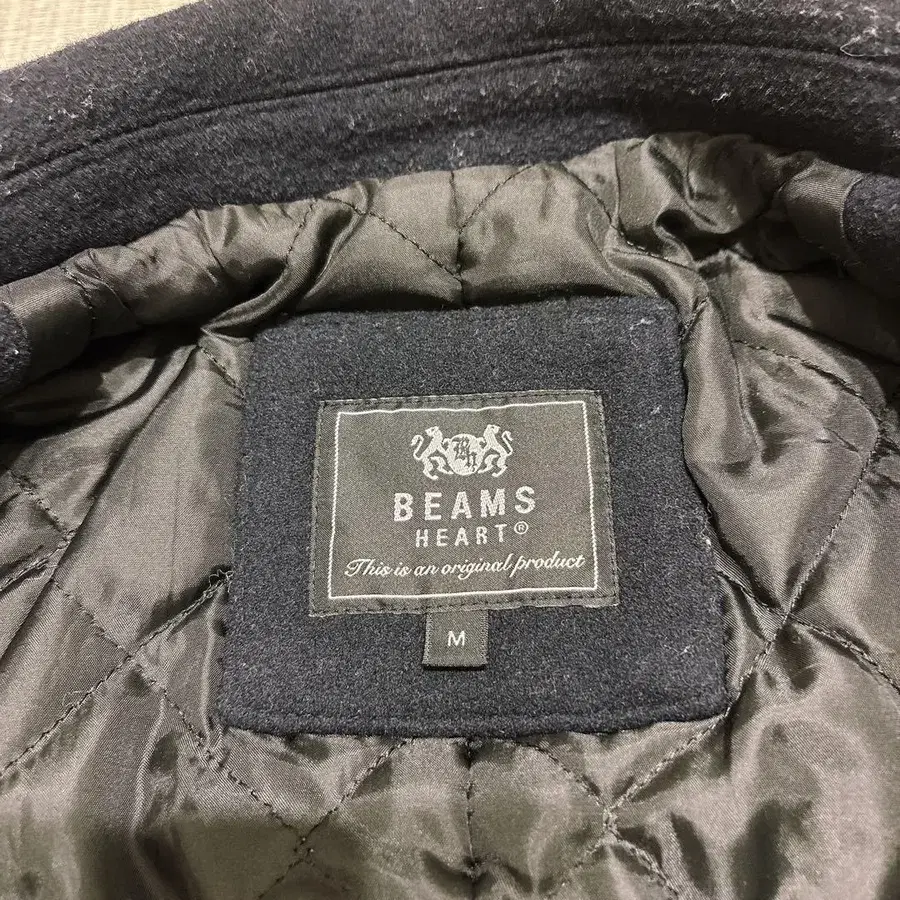 BEAMS
HEART®
This is an original product
M